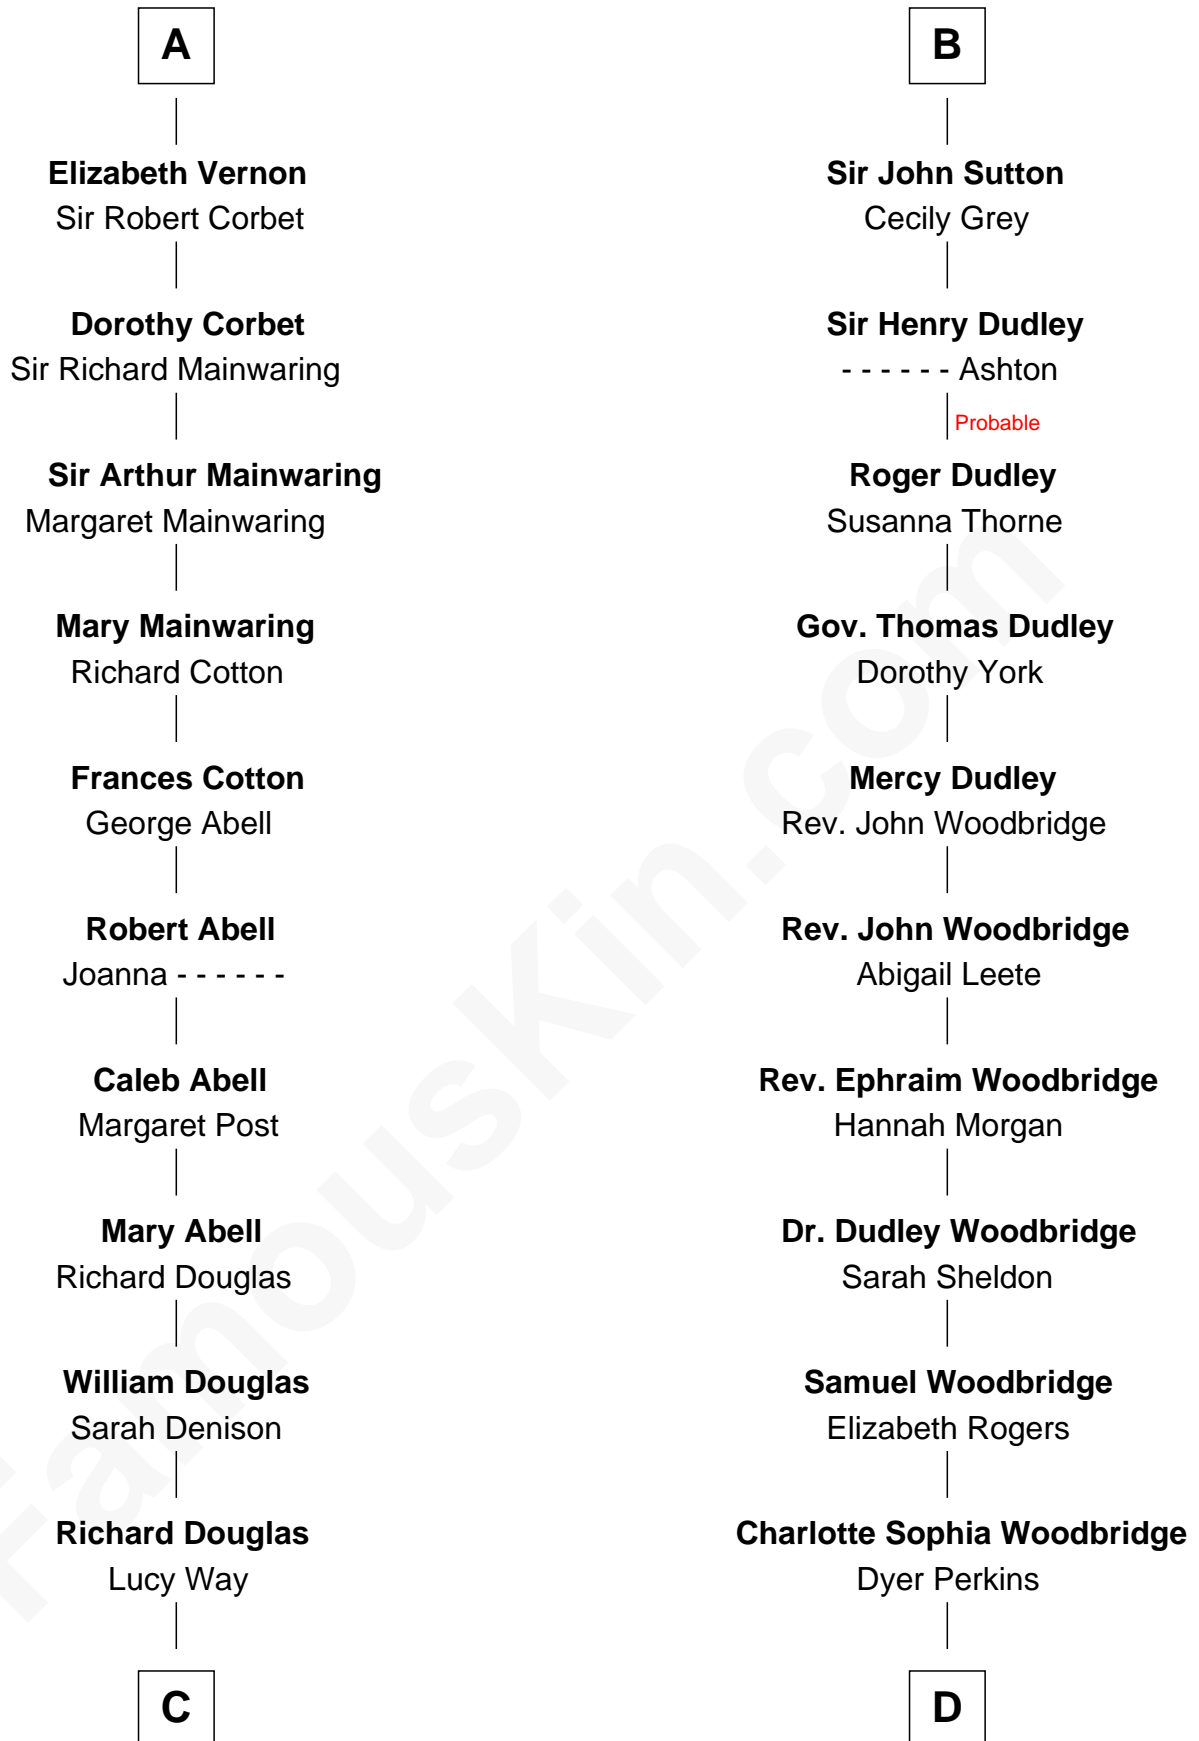 A
Elizabeth Vernon
Sir Robert Corbet
Dorothy Corbet
Sir Richard Mainwaring
Sir Arthur Mainwaring
Margaret Mainwaring
Mary Mainwaring
Richard Cotton
Frances Cotton
George Abell
Robert Abell
Joanna - - - - - -
Caleb Abell
Margaret Post
Mary Abell
Richard Douglas
William Douglas
Sarah Denison
Richard Douglas
Lucy Way
C
B
Sir John Sutton
Cecily Grey
Sir Henry Dudley
- - - - - - Ashton
Probable
Roger Dudley
Susanna Thorne
Gov. Thomas Dudley
Dorothy York
Mercy Dudley
Rev. John Woodbridge
Rev. John Woodbridge
Abigail Leete
Rev. Ephraim Woodbridge
Hannah Morgan
Dr. Dudley Woodbridge
Sarah Sheldon
Samuel Woodbridge
Elizabeth Rogers
Charlotte Sophia Woodbridge
Dyer Perkins
D
FamousKin.com